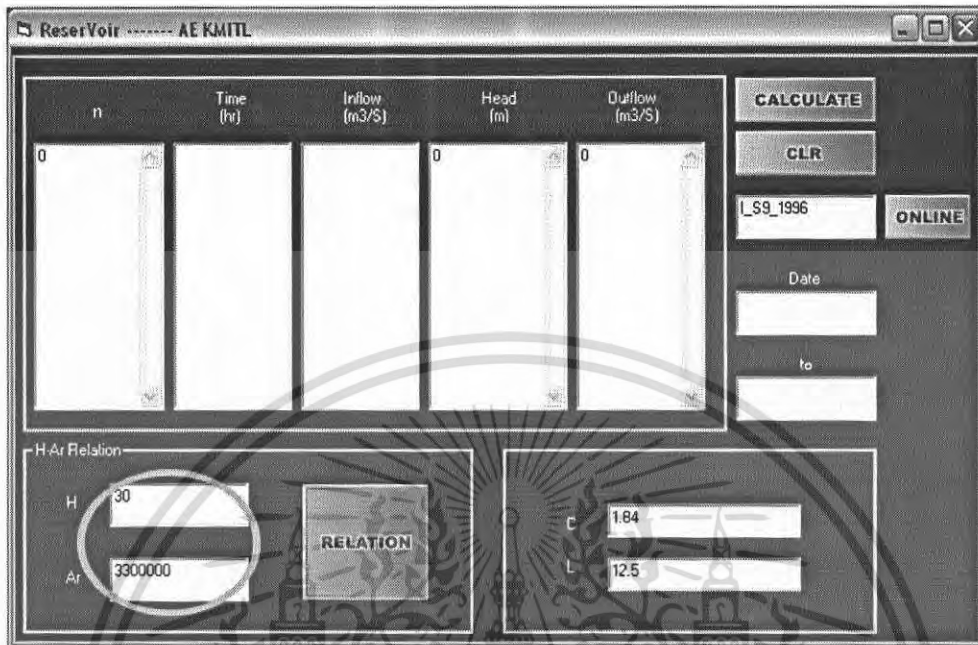 ReserVoir ------- AE KMITL
n
Time
(hr)
Inflow
(m3/S)
Head
(m)
Outflow
(m3/S)
0
0
0
CALCULATE
CLR
I_S9_1996
ONLINE
Date
to
H-Ar Relation
H
30
Ar
3300000
RELATION
C
1.84
L
12.5